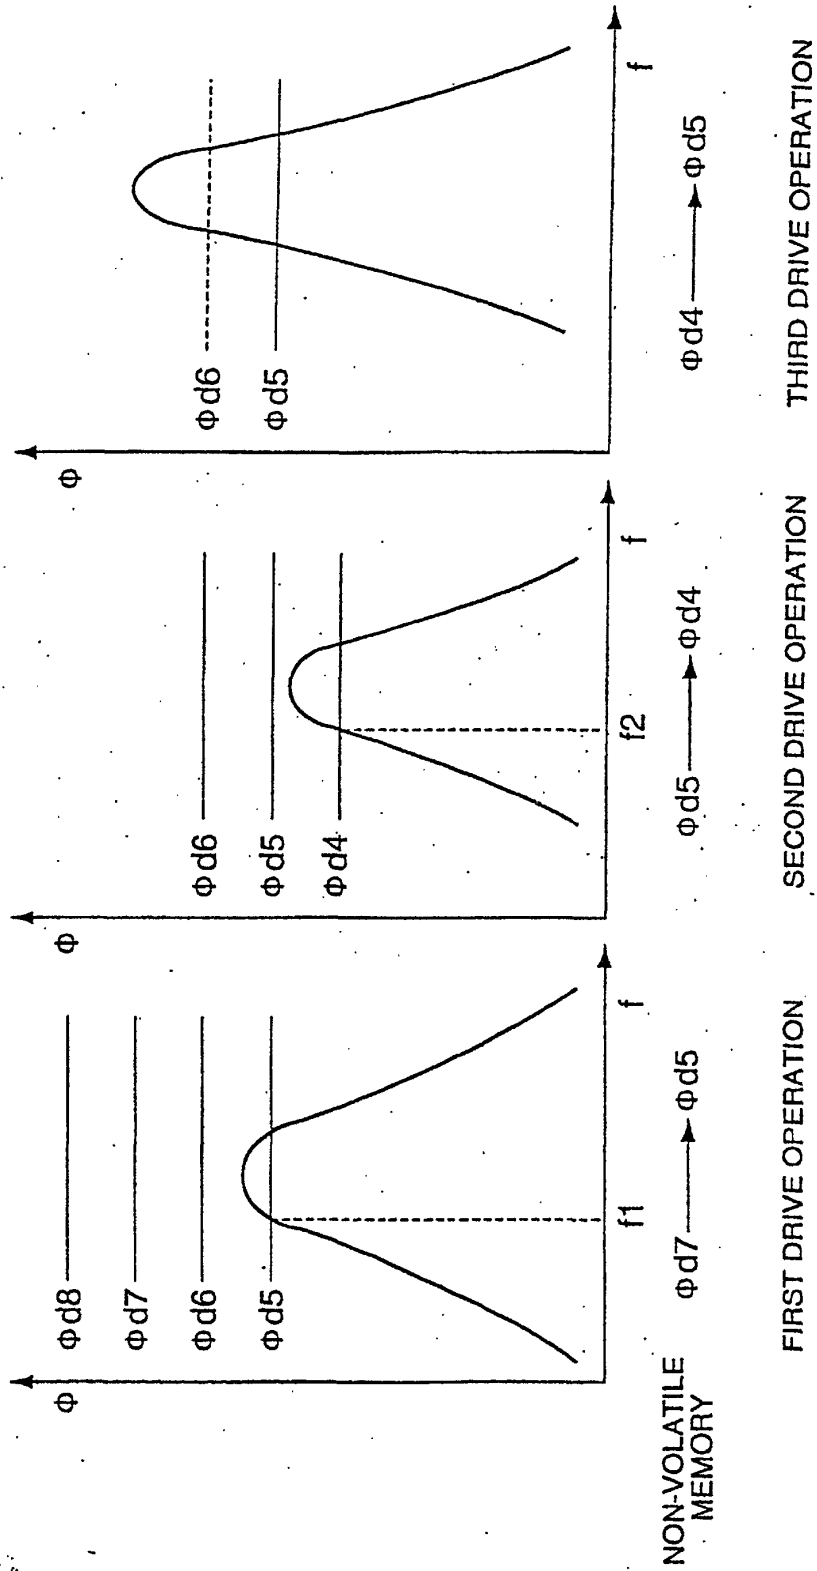 Φ
Φd8
Φd7
Φd6
Φd5
f1
f
NON-VOLATILE
MEMORY
Φd7 Φd5
FIRST DRIVE OPERATION
Φ
Φd6
Φd5
Φd4
f2
f
Φd5 Φd4
SECOND DRIVE OPERATION
Φ
Φd6
Φd5
f
Φd4 Φd5
THIRD DRIVE OPERATION